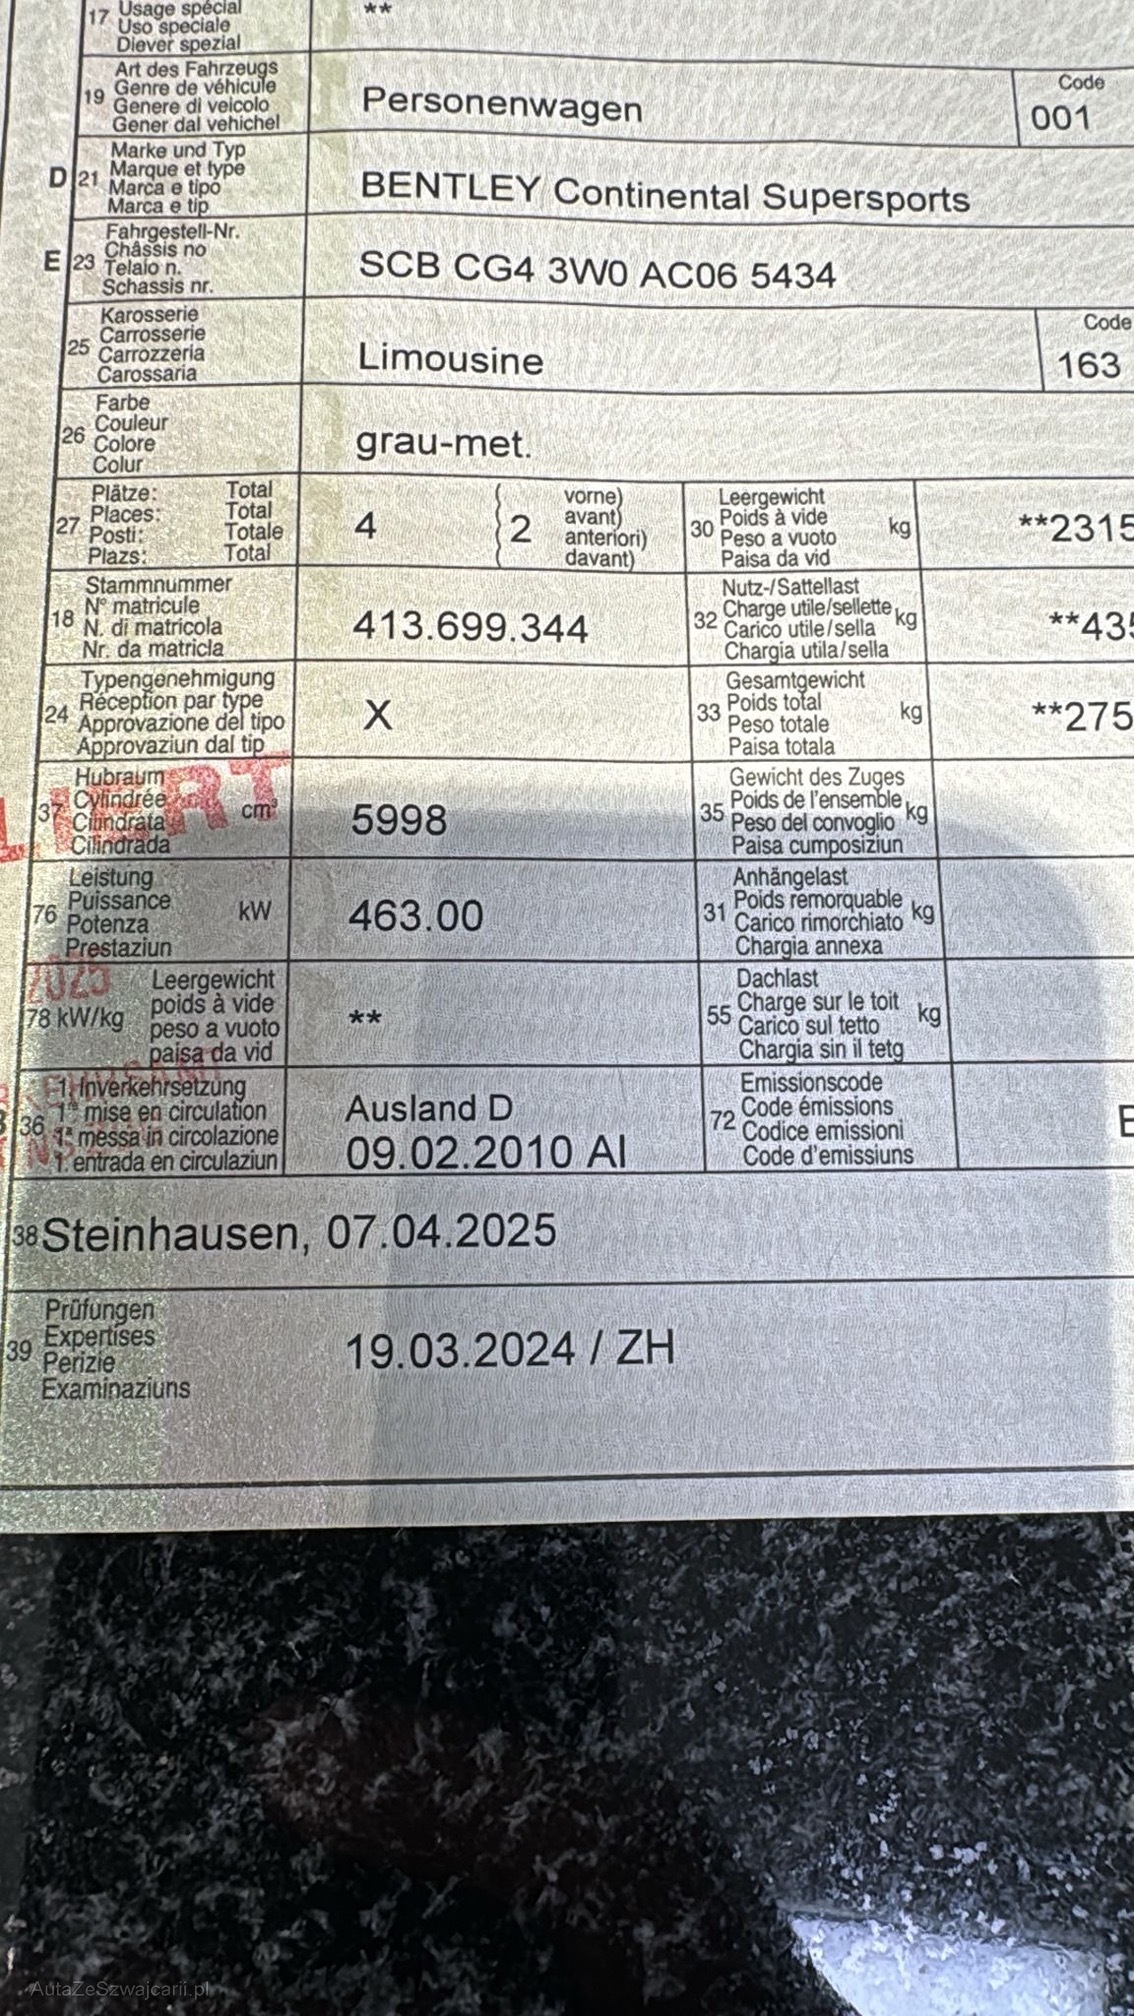 17 Usage spécial **
Uso speciale
Diever spezial
19 Art des Fahrzeugs
Genre de véhicule
Genere di veicolo
Gener dal vehichel
Personenwagen
Code
001
D 21 Marke und Typ
Marque et type
Marca e tipo
Marca e tip
BENTLEY Continental Supersports
E 23 Fahrgestell-Nr.
Châssis no
Telaio n.
Schassis nr.
SCB CG4 3W0 AC06 5434
25 Karosserie
Carrosserie
Carrozzeria
Carossaria
Limousine
Code
163
26 Farbe
Couleur
Colore
Colur
grau-met.
27 Plätze: Total
Places: Total
Posti: Totale
Plazs: Total
4
2
vorne)
avant)
anteriori)
davant)
30 Leergewicht
Poids à vide
Peso a vuoto
Paisa da vid
kg
**2315
18 Stammnummer
N° matricule
N. di matricola
Nr. da matricla
413.699.344
32 Nutz-/Sattellast
Charge utile/sellette
Carico utile/sella
Chargia utila/sella
kg
**435
24 Typengenehmigung
Réception par type
Approvazione del tipo
Approvaziun dal tip
X
33 Gesamtgewicht
Poids total
Peso totale
Paisa totala
kg
**275
LIERT
37 Hubraum
Cylindrée
Cilindrata
Cilindrada
cm³
5998
35 Gewicht des Zuges
Poids de l'ensemble
Peso del convoglio
Paisa cumposiziun
kg
76 Leistung
Puissance
Potenza
Prestaziun
kW
463.00
31 Anhängelast
Poids remorquable
Carico rimorchiato
Chargia annexa
kg
2025
78 kW/kg
Leergewicht
poids à vide
peso a vuoto
paisa da vid
**
55 Dachlast
Charge sur le toit
Carico sul tetto
Chargia sin il tetg
kg
36 1. Inverkehrsetzung
1re mise en circulation
1a messa in circolazione
1. entrada en circulaziun
Ausland D
09.02.2010 AI
72 Emissionscode
Code émissions
Codice emissioni
Code d'emissiuns
38 Steinhausen, 07.04.2025
39 Prüfungen
Expertises
Perizie
Examinaziuns
19.03.2024 / ZH
AutaZeSzwajcarii.pl